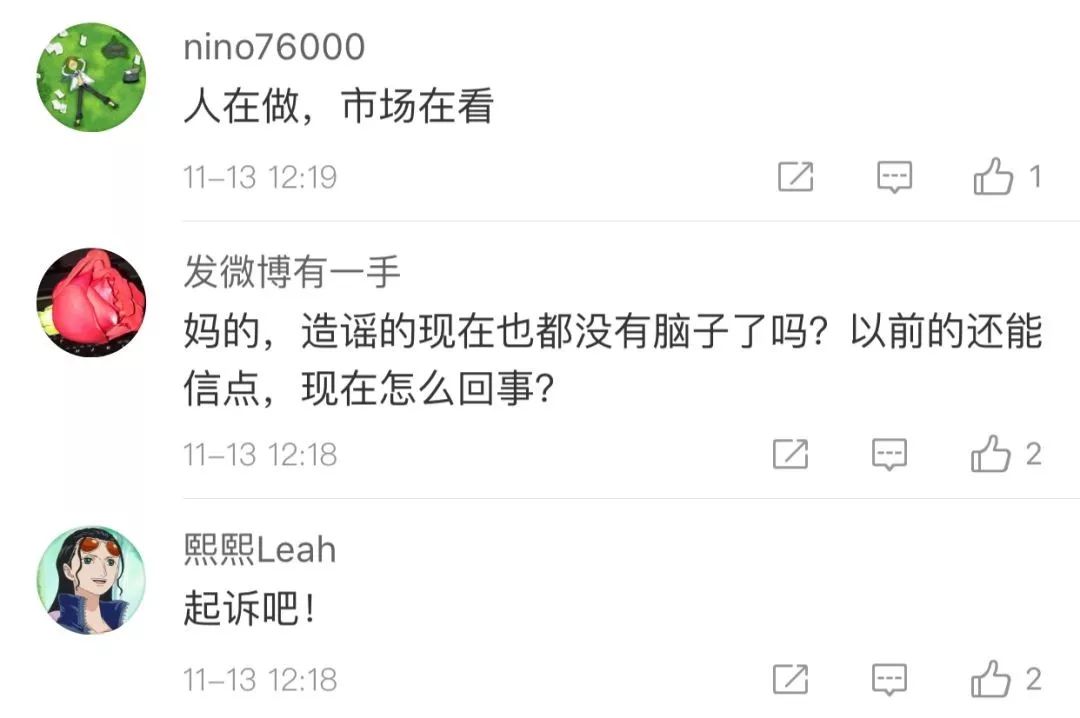 nino76000
人在做，市场在看
11-13 12:19
1
发微博有一手
妈的，造谣的现在也都没有脑子了吗？以前的还能
信点，现在怎么回事？
11-13 12:18
2
熙熙Leah
起诉吧！
11-13 12:18
2